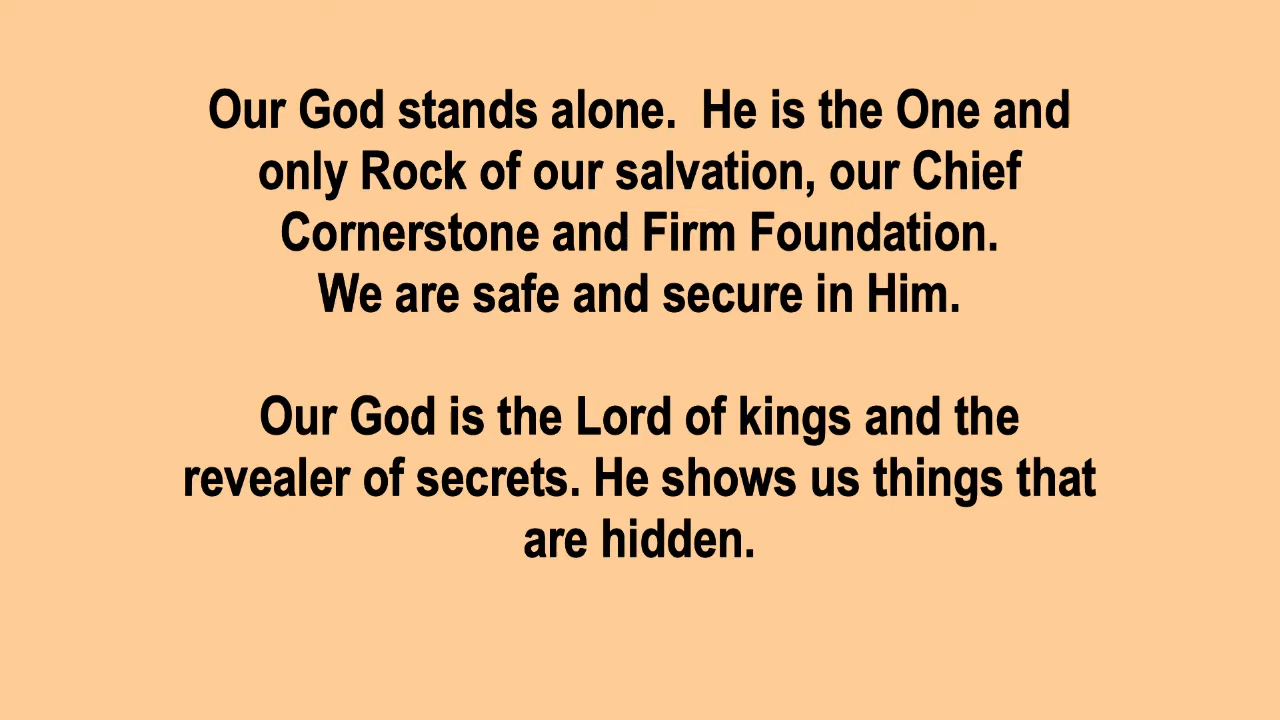 Our God stands alone.  He is the One and
only Rock of our salvation, our Chief
Cornerstone and Firm Foundation.
We are safe and secure in Him.
Our God is the Lord of kings and the
revealer of secrets. He shows us things that
are hidden.